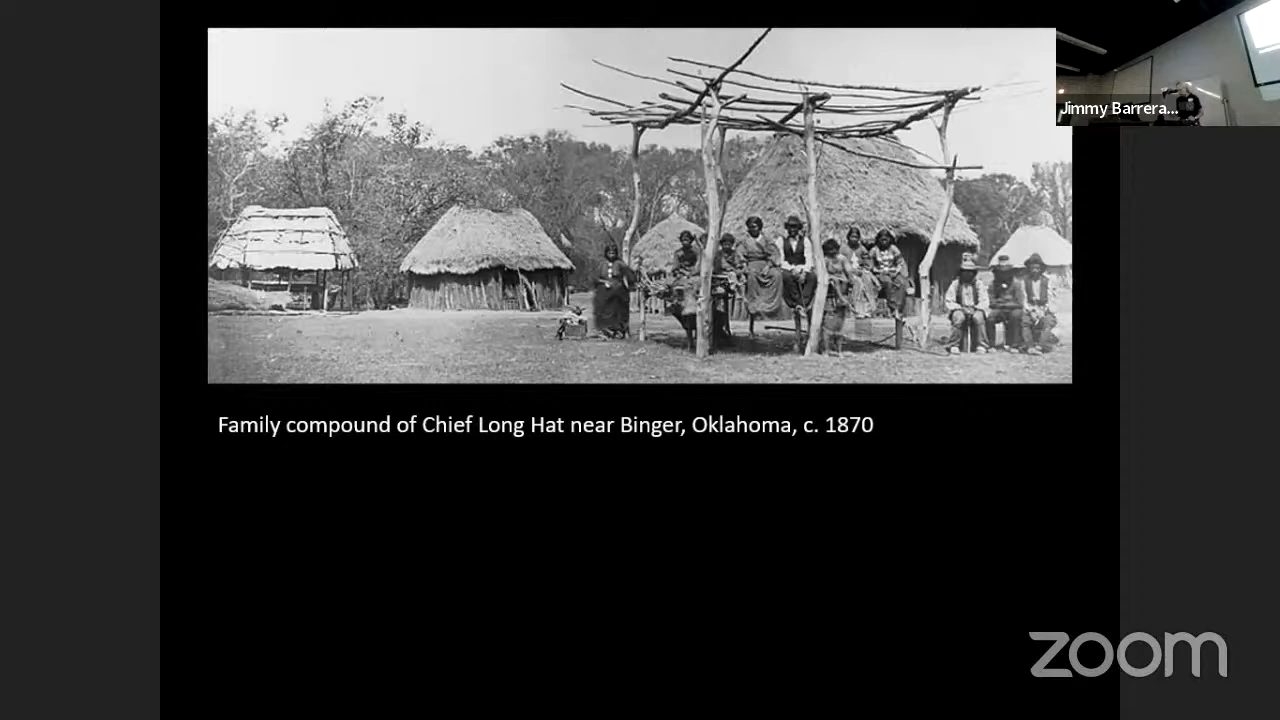 Jimmy Barrera...
Family compound of Chief Long Hat near Binger, Oklahoma, c. 1870
zoom